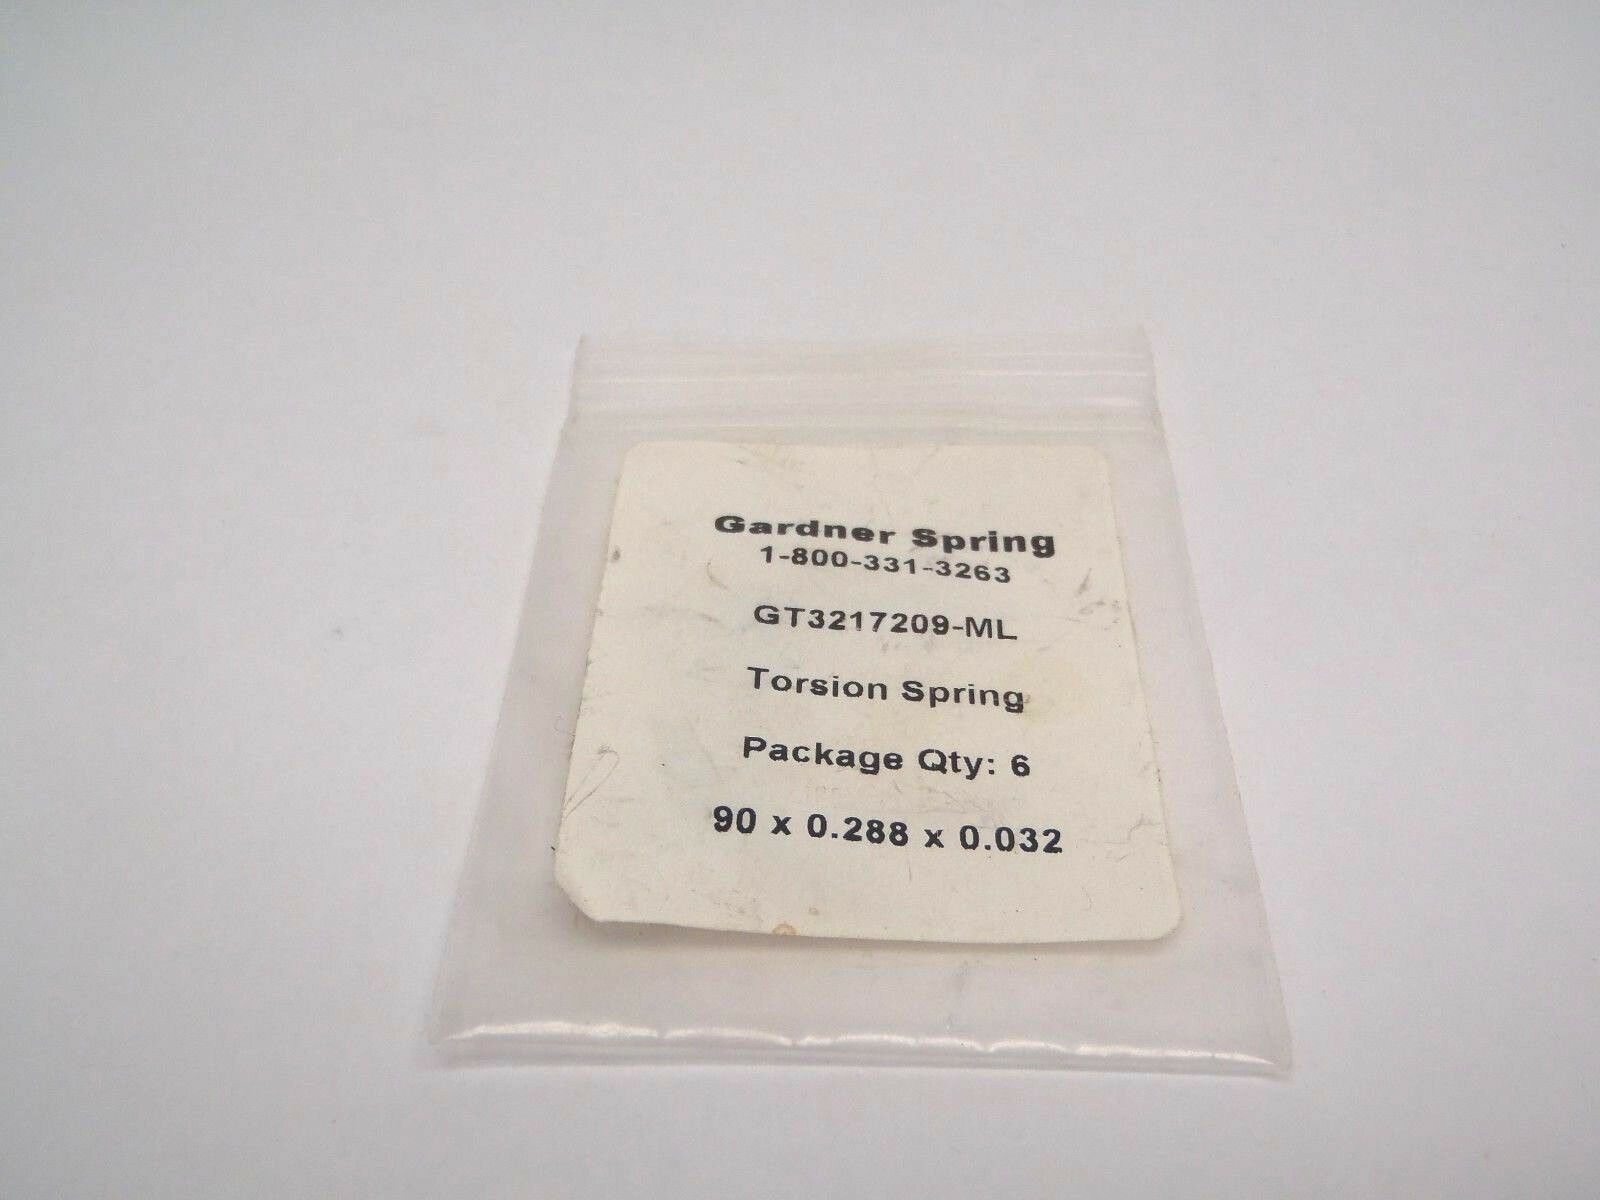 Gardner Spring
1-800-331-3263
GT3217209-ML
Torsion Spring
Package Qty: 6
90 x 0.288 x 0.032